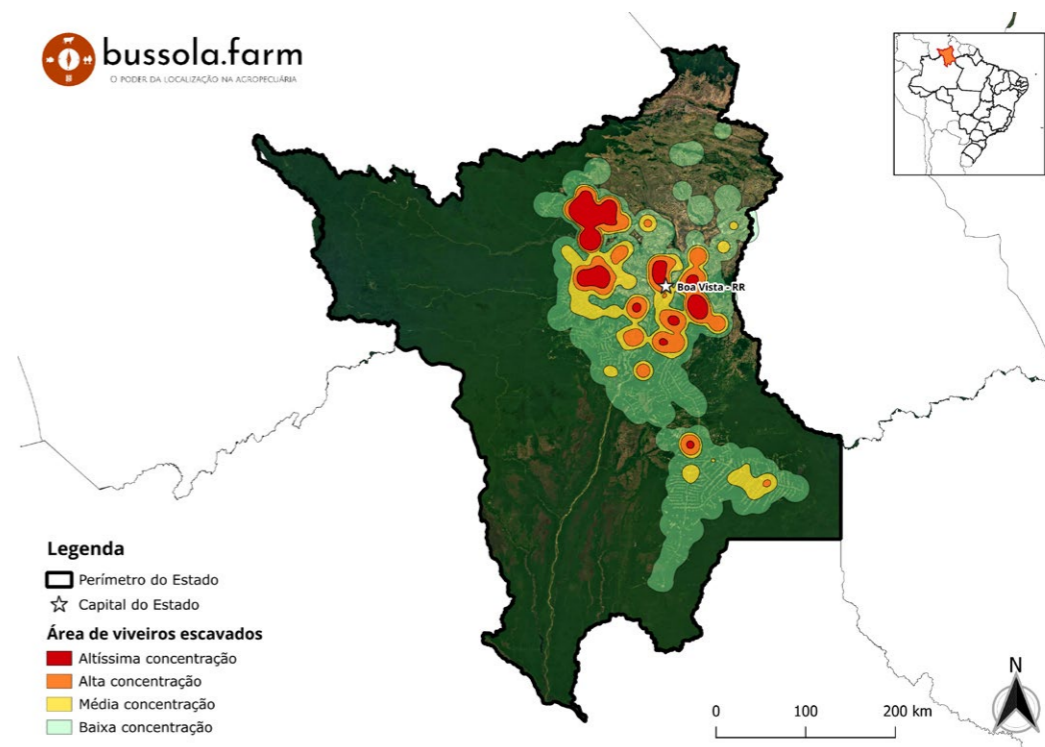 bussola.farm
O PODER DA LOCALIZAÇÃO NA AGROPECUÁRIA
Boa Vista - RR
Legenda
Perímetro do Estado
Capital do Estado
Área de viveiros escavados
Altíssima concentração
Alta concentração
Média concentração
Baixa concentração
0 100 200 km
N